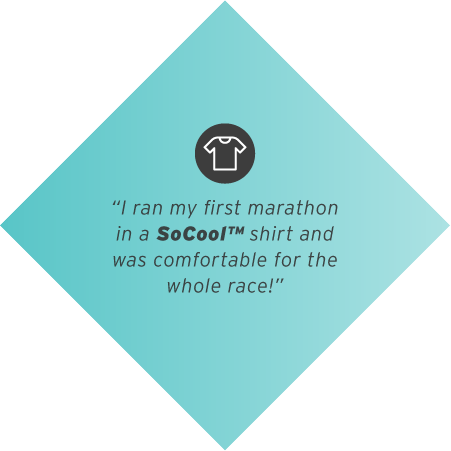 “I ran my first marathon
in a SoCool™ shirt and
was comfortable for the
whole race!”